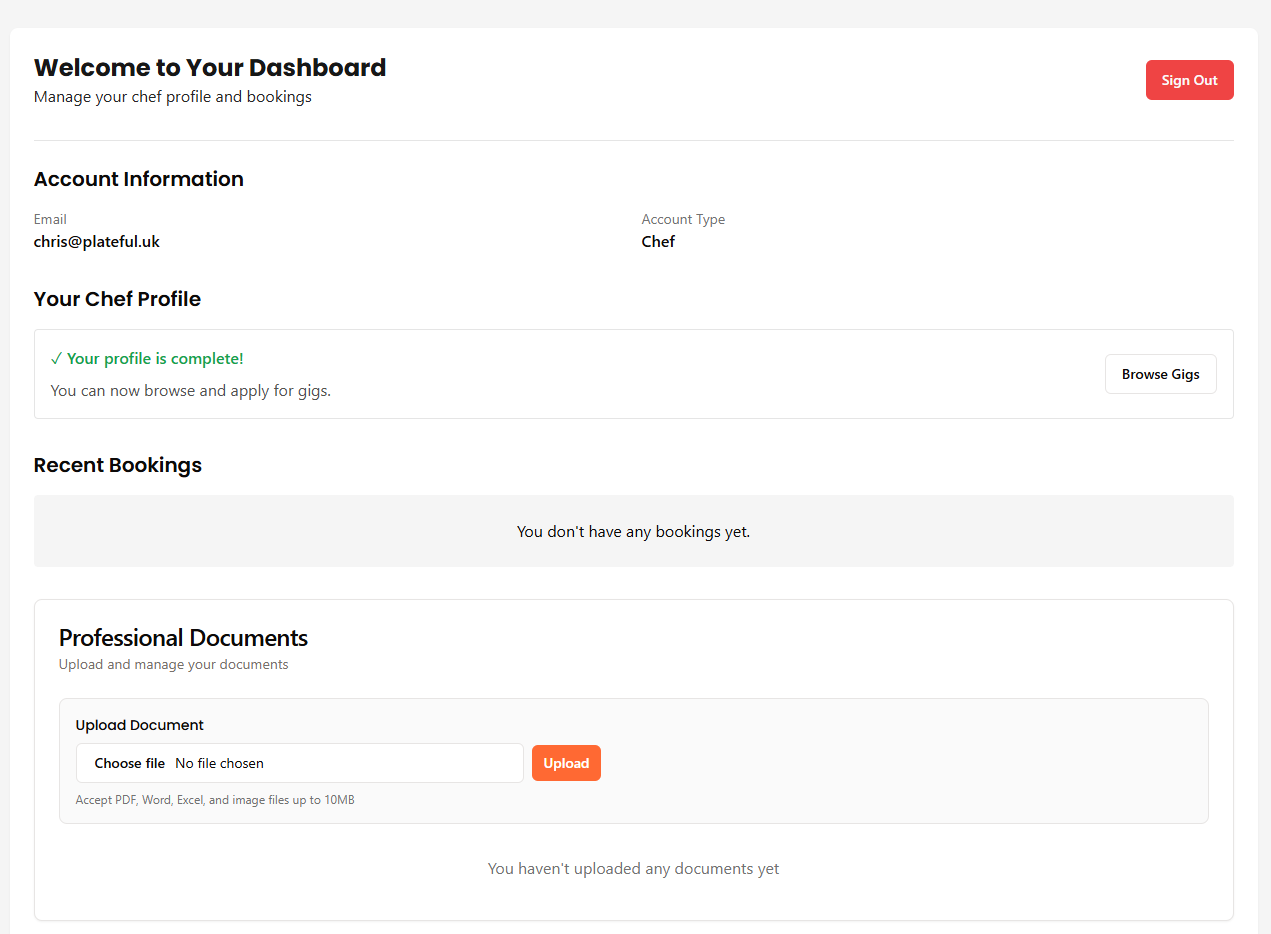 Welcome to Your Dashboard
Manage your chef profile and bookings
Sign Out
Account Information
Email
chris@plateful.uk
Account Type
Chef
Your Chef Profile
✓ Your profile is complete!
You can now browse and apply for gigs.
Browse Gigs
Recent Bookings
You don't have any bookings yet.
Professional Documents
Upload and manage your documents
Upload Document
Choose file No file chosen
Upload
Accept PDF, Word, Excel, and image files up to 10MB
You haven't uploaded any documents yet